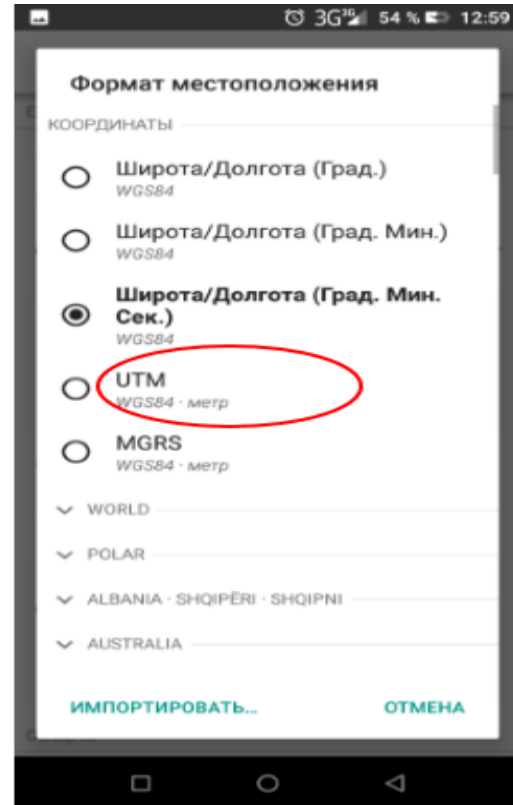 3G 3G 54 % 12:59
Формат местоположения
КООРДИНАТЫ
Широта/Долгота (Град.)
WGS84
Широта/Долгота (Град. Мин.)
WGS84
Широта/Долгота (Град. Мин.
Сек.)
WGS84
UTM
WGS84 · метр
MGRS
WGS84 · метр
WORLD
POLAR
ALBANIA · SHQIPËRI · SHQIPNI
AUSTRALIA
ИМПОРТИРОВАТЬ... ОТМЕНА